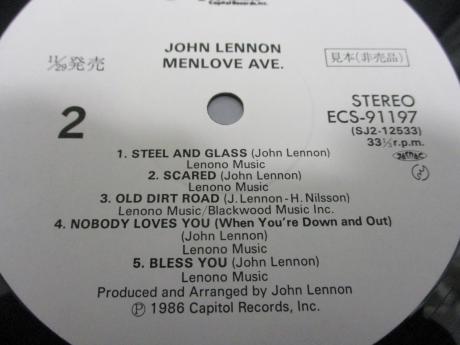 Capitol Records, Inc.
JOHN LENNON
MENLOVE AVE.
11/29発売
見本(非売品)
2
STEREO
ECS-91197
(SJ2-12533)
33⅓r.p.m.
1. STEEL AND GLASS (John Lennon)
Lenono Music
2. SCARED (John Lennon)
Lenono Music
3. OLD DIRT ROAD (J. Lennon-H. Nilsson)
Lenono Music/Blackwood Music Inc.
4. NOBODY LOVES YOU (When You're Down and Out)
(John Lennon)
Lenono Music
5. BLESS YOU (John Lennon)
Lenono Music
Produced and Arranged by John Lennon
Ⓟ 1986 Capitol Records, Inc.